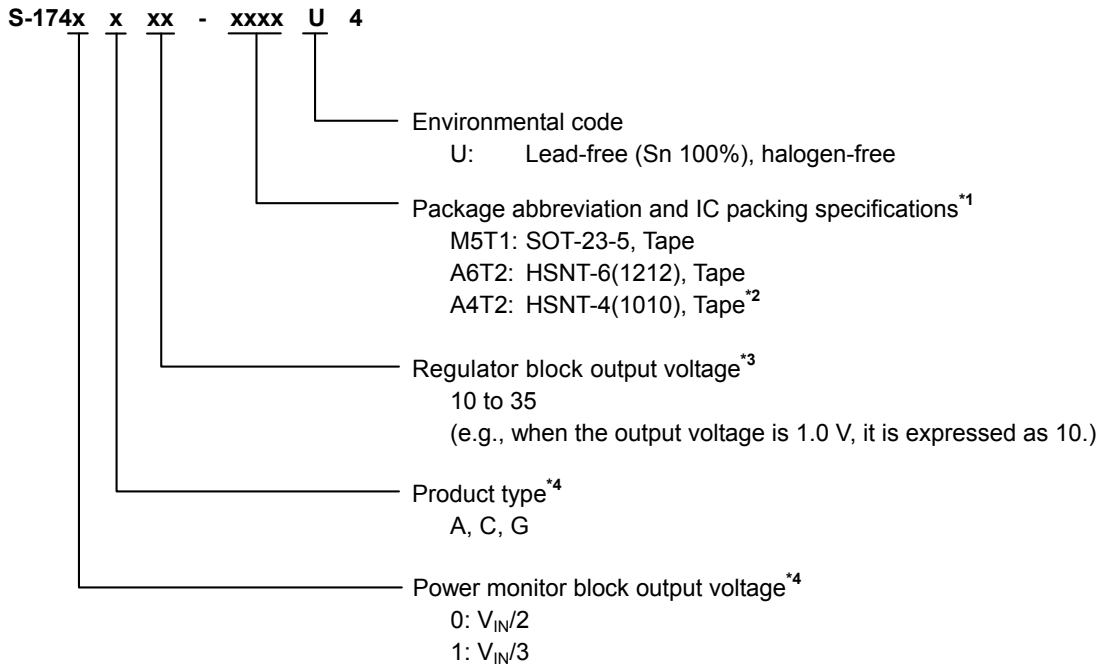 S-174x x xx - xxxx U 4
Environmental code
U: Lead-free (Sn 100%), halogen-free
Package abbreviation and IC packing specifications*1
M5T1: SOT-23-5, Tape
A6T2: HSNT-6(1212), Tape
A4T2: HSNT-4(1010), Tape*2
Regulator block output voltage*3
10 to 35
(e.g., when the output voltage is 1.0 V, it is expressed as 10.)
Product type*4
A, C, G
Power monitor block output voltage*4
0: VIN/2
1: VIN/3